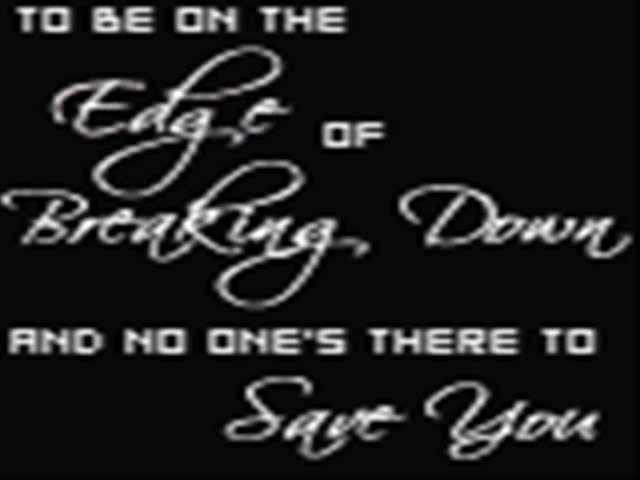 TO BE ON THE
Edge OF
Breaking Down
AND NO ONE'S THERE TO
Save You